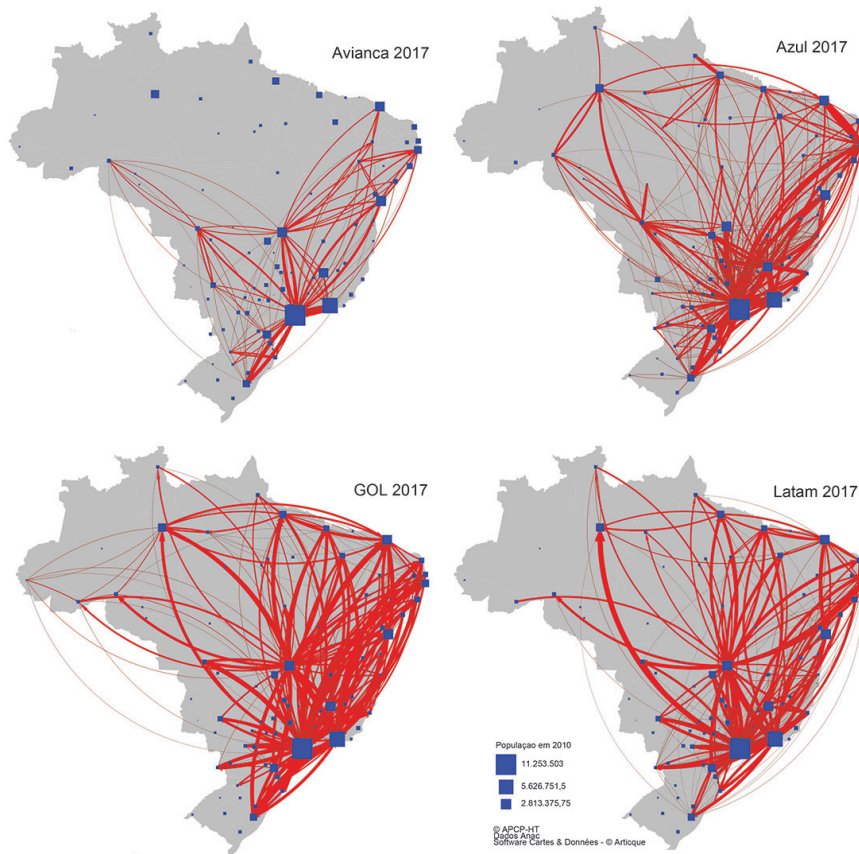 Avianca 2017
Azul 2017
GOL 2017
Latam 2017
Populaçao em 2010
11.253.503
5.626.751,5
2.813.375,75
© APCP-HT
Dados Anac
Software Cartes & Données - © Articque